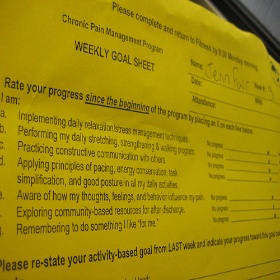 Please complete and return to Fitness by 8:30 Monday morning
Chronic Pain Management Program
WEEKLY GOAL SHEET
Name:
Date:
Attendance:
Week #:
Rate your progress since the beginning of the program by placing an X on each line below:
I am:
a. Implementing daily relaxation/stress management techniques.
b. Performing my daily stretching, strengthening & walking program. No progress
c. Practicing constructive communication with others. No progress
d. Applying principles of pacing, energy conservation, task No progress
simplification, and good posture in all my daily activities. No progress
e. Aware of how my thoughts, feelings, and behavior influence my pain. No progress
f. Exploring community-based resources for after discharge. No progress
g. Remembering to do something I like "for me." No progress
Please re-state your activity-based goal from LAST week and indicate your progress toward this goal